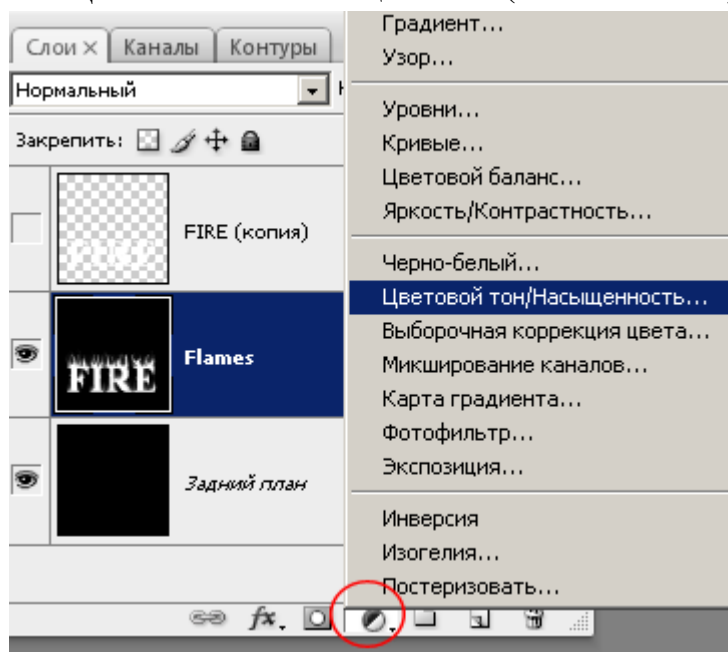 Слои × Каналы Контуры
Нормальный
Закрепить:
FIRE (копия)
FIRE
Flames
Задний план
fx.
Градиент...
Узор...
Уровни...
Кривые...
Цветовой баланс...
Яркость/Контрастность...
Черно-белый...
Цветовой тон/Насыщенность...
Выборочная коррекция цвета...
Микширование каналов...
Карта градиента...
Фотофильтр...
Экспозиция...
Инверсия
Изогелия...
Постеризовать...